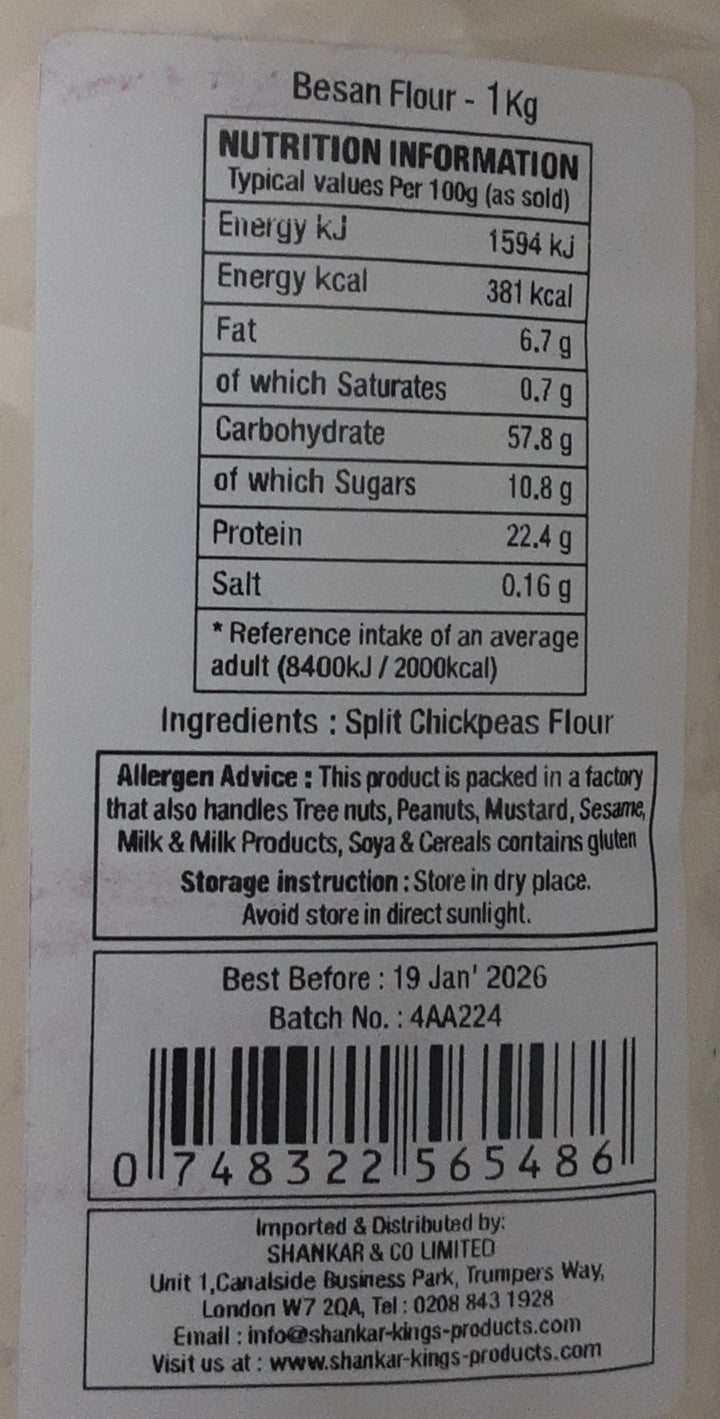 Besan Flour - 1 Kg
NUTRITION INFORMATION
Typical values Per 100g (as sold)
Energy kJ 1594 kj
Energy kcal 381 kcal
Fat 6.7 g
of which Saturates 0.7 g
Carbohydrate 57.8 g
of which Sugars 10.8 g
Protein 22.4 g
Salt 0.16 g
* Reference intake of an average
adult (8400kJ / 2000kcal)
Ingredients : Split Chickpeas Flour
Allergen Advice : This product is packed in a factory
that also handles Tree nuts, Peanuts, Mustard, Sesame,
Milk & Milk Products, Soya & Cereals contains gluten
Storage instruction : Store in dry place.
Avoid store in direct sunlight.
Best Before : 19 Jan' 2026
Batch No. : 4AA224
0 748322 565486
Imported & Distributed by:
SHANKAR & CO LIMITED
Unit 1,Canalside Business Park, Trumpers Way,
London W7 2QA, Tel : 0208 843 1928
Email : info@shankar-kings-products.com
Visit us at : www.shankar-kings-products.com